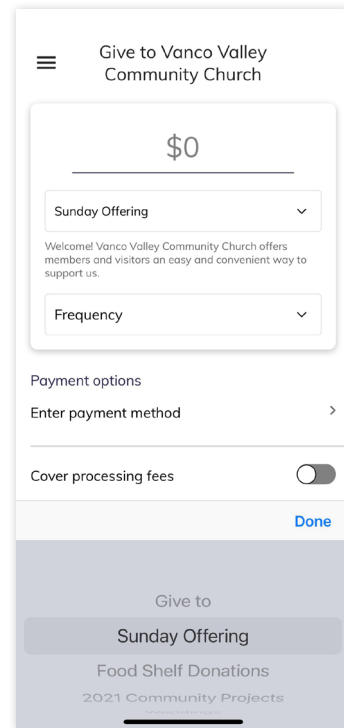 Give to Vanco Valley
Community Church
$0
Sunday Offering
Welcome! Vanco Valley Community Church offers
members and visitors an easy and convenient way to
support us.
Frequency
Payment options
Enter payment method
Cover processing fees
Done
Give to
Sunday Offering
Food Shelf Donations
2021 Community Projects